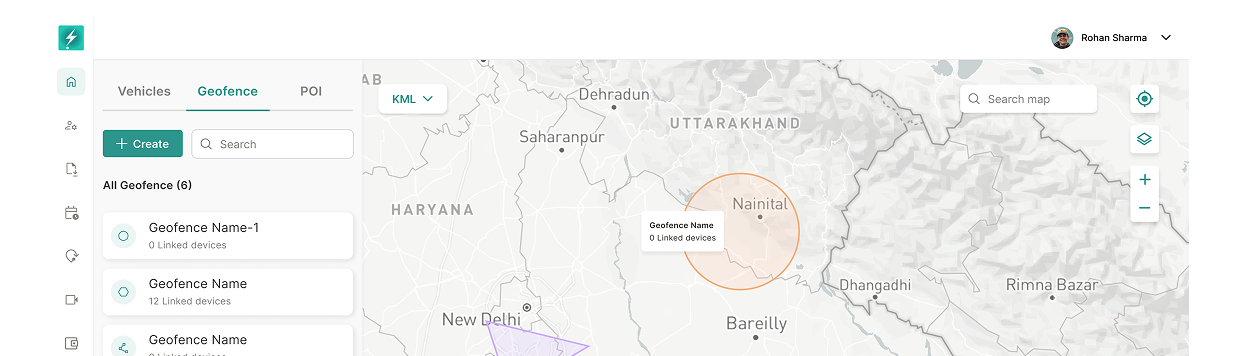 Rohan Sharma
Vehicles
Geofence
POI
+ Create
Search
All Geofence (6)
Geofence Name-1
0 Linked devices
Geofence Name
12 Linked devices
Geofence Name
KML
Search map
Dehradun
Saharanpur
UTTARAKHAND
HARYANA
Nainital
Geofence Name
0 Linked devices
Dhangadhi
Rimna Bazar
New Delhi
Bareilly